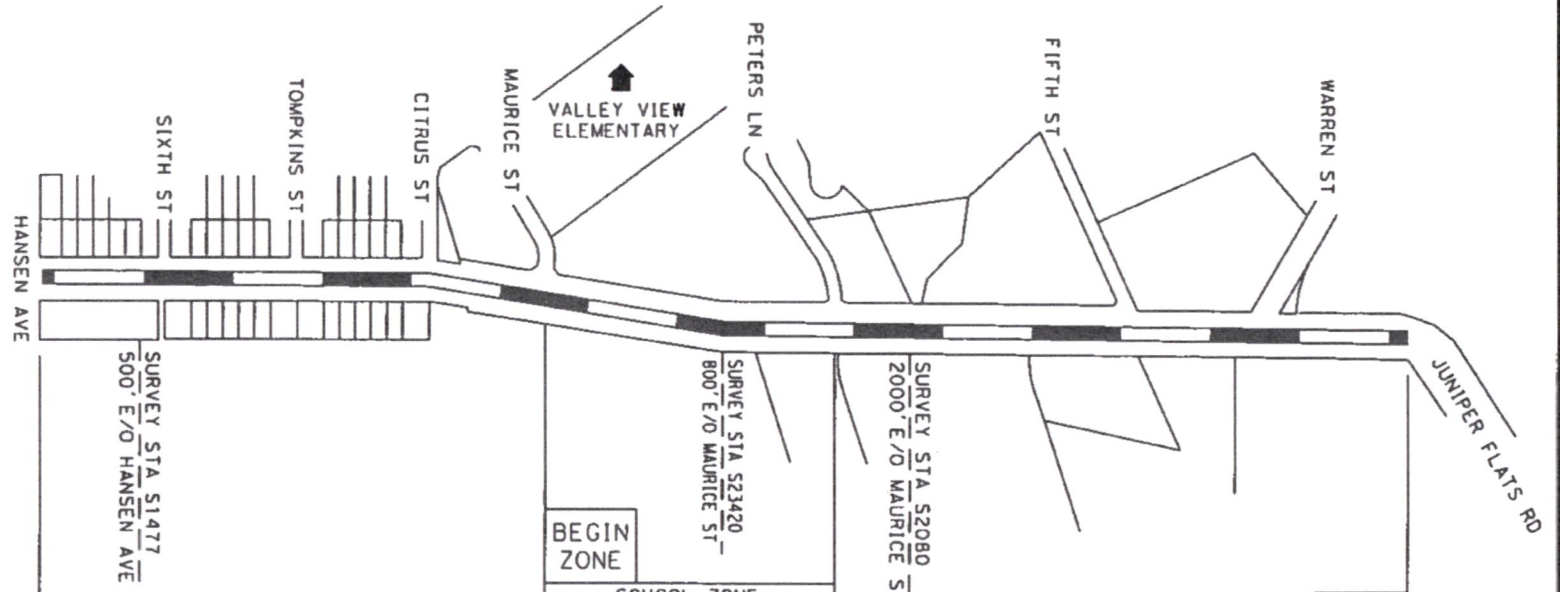 HANSEN AVE
SIXTH ST
TOMPKINS ST
CITRUS ST
MAURICE ST
VALLEY VIEW
ELEMENTARY
PETERS LN
FIFTH ST
WARREN ST
JUNIPER FLATS RD
SURVEY STA S1477
500' E/O HANSEN AVE
SURVEY STA S23420
800' E/O MAURICE ST
SURVEY STA S2080
2000' E/O MAURICE S
BEGIN
ZONE
SCHOOL ZONE